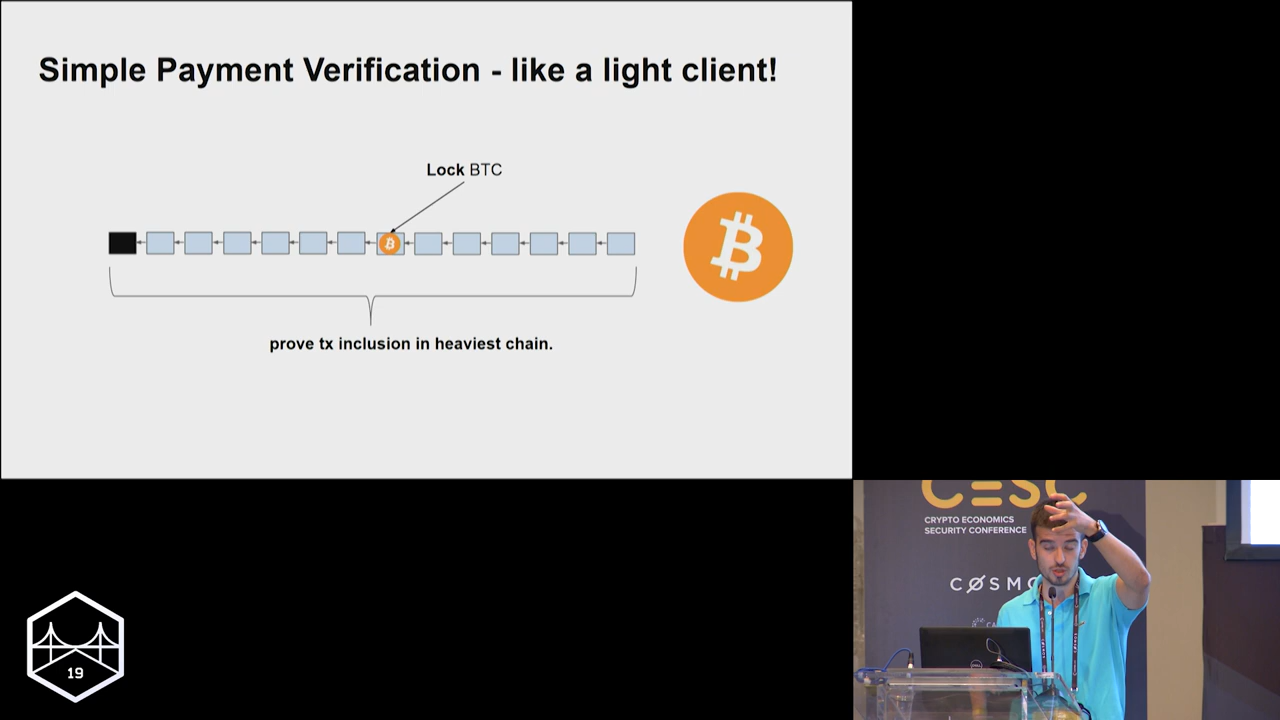 Simple Payment Verification - like a light client!
Lock BTC
prove tx inclusion in heaviest chain.
CESC
CRYPTO ECONOMICS
SECURITY CONFERENCE
19